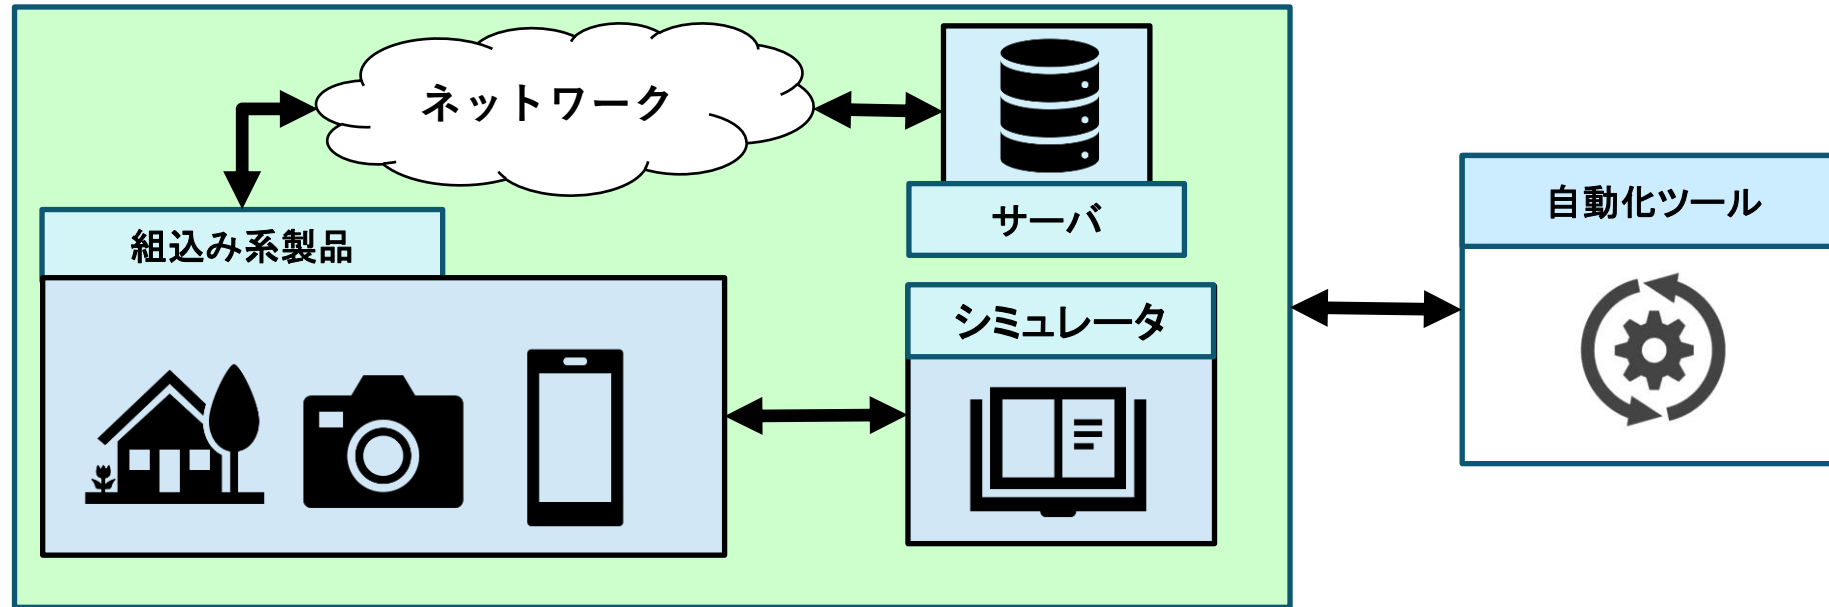 ネットワーク
サーバ
自動化ツール
組込み系製品
シミュレータ